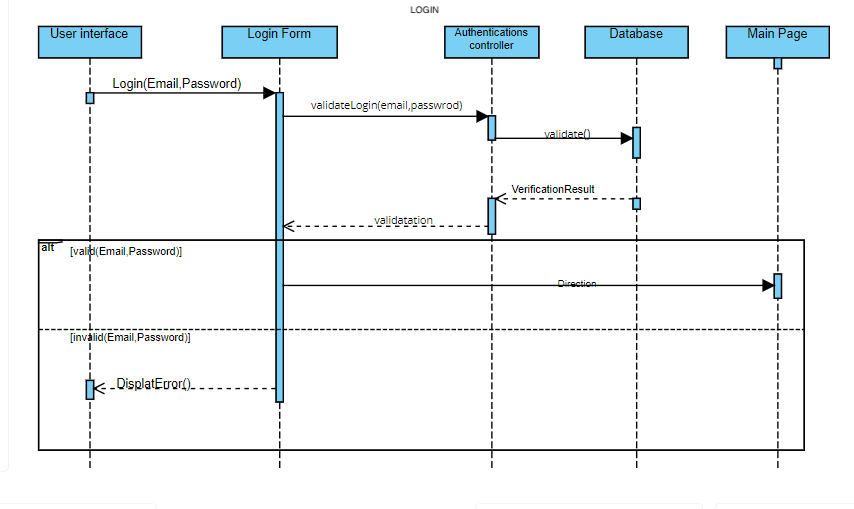 LOGIN
User interface
Login Form
Authentications
controller
Database
Main Page
Login(Email,Password)
validateLogin(email,passwrod)
validate()
VerificationResult
validatation
alt
[valid(Email,Password)]
Direction
[invalid(Email,Password)]
DisplatError()